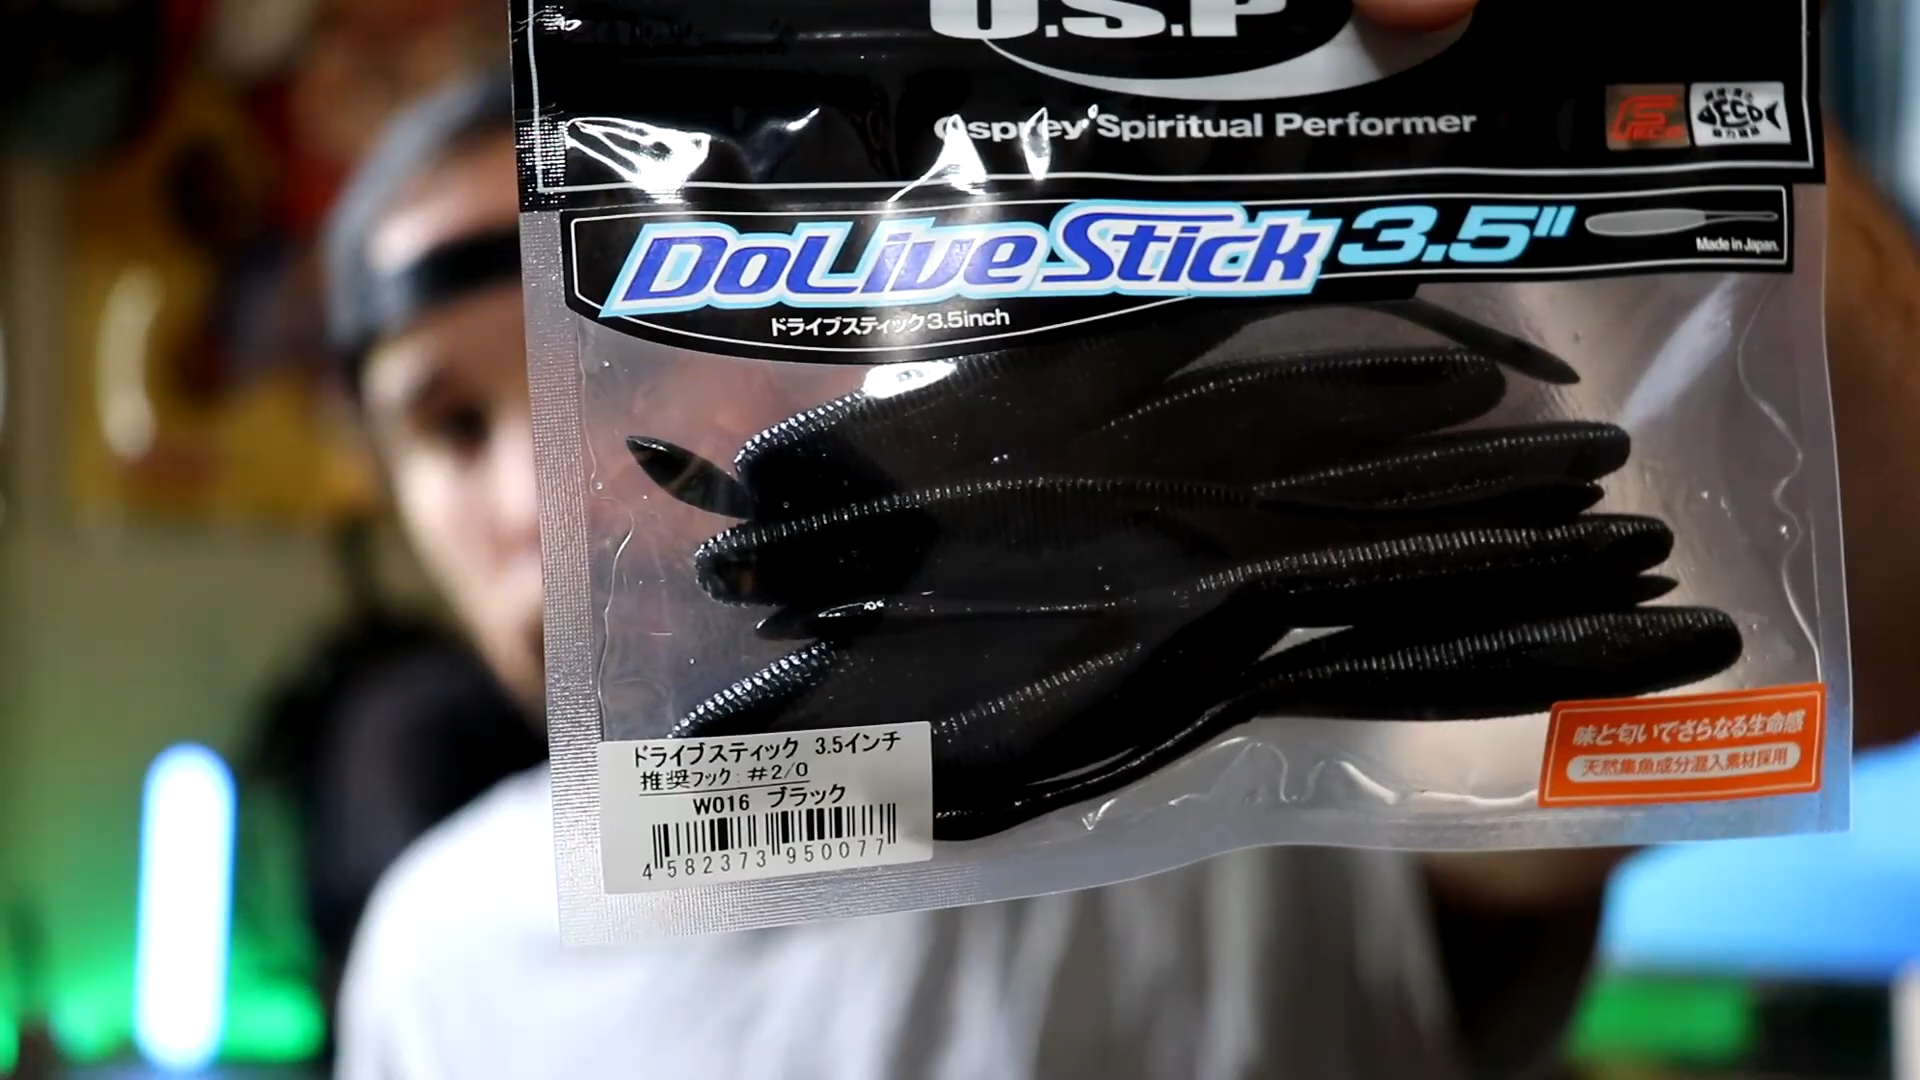 O.S.P
Osprey Spiritual Performer
Feco
ECO
DoLiveStick 3.5"
Made in Japan.
ドライブスティック3.5inch
味と匂いでさらなる生命感
天然集魚成分混入素材採用
ドライブスティック 3.5インチ
推奨フック:#2/0
W016 ブラック
4 582373 950077